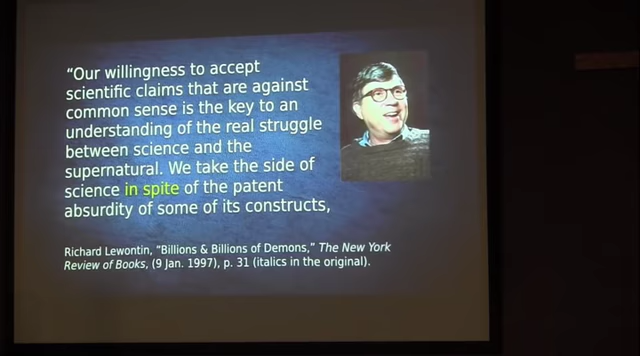 “Our willingness to accept
scientific claims that are against
common sense is the key to an
understanding of the real struggle
between science and the
supernatural. We take the side of
science in spite of the patent
absurdity of some of its constructs,
Richard Lewontin, “Billions & Billions of Demons,” The New York
Review of Books, (9 Jan. 1997), p. 31 (italics in the original).